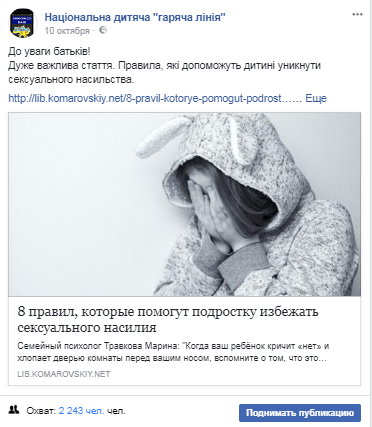 Національна дитяча "гаряча лінія"
10 октября ·
До уваги батьків!
Дуже важлива стаття. Правила, які допоможуть дитині уникнути
сексуального насильства.
http://lib.komarovskiy.net/8-pravil-kotorye-pomogut-podrost…… Еще
8 правил, которые помогут подростку избежать
сексуального насилия
Семейный психолог Травкова Марина: "Когда ваш ребёнок кричит «нет» и
хлопает дверью комнаты перед вашим носом, вспомните о том, что это…
LIB.KOMAROVSKIY.NET
Охват: 2 243 чел. чел.
Поднимать публикацию